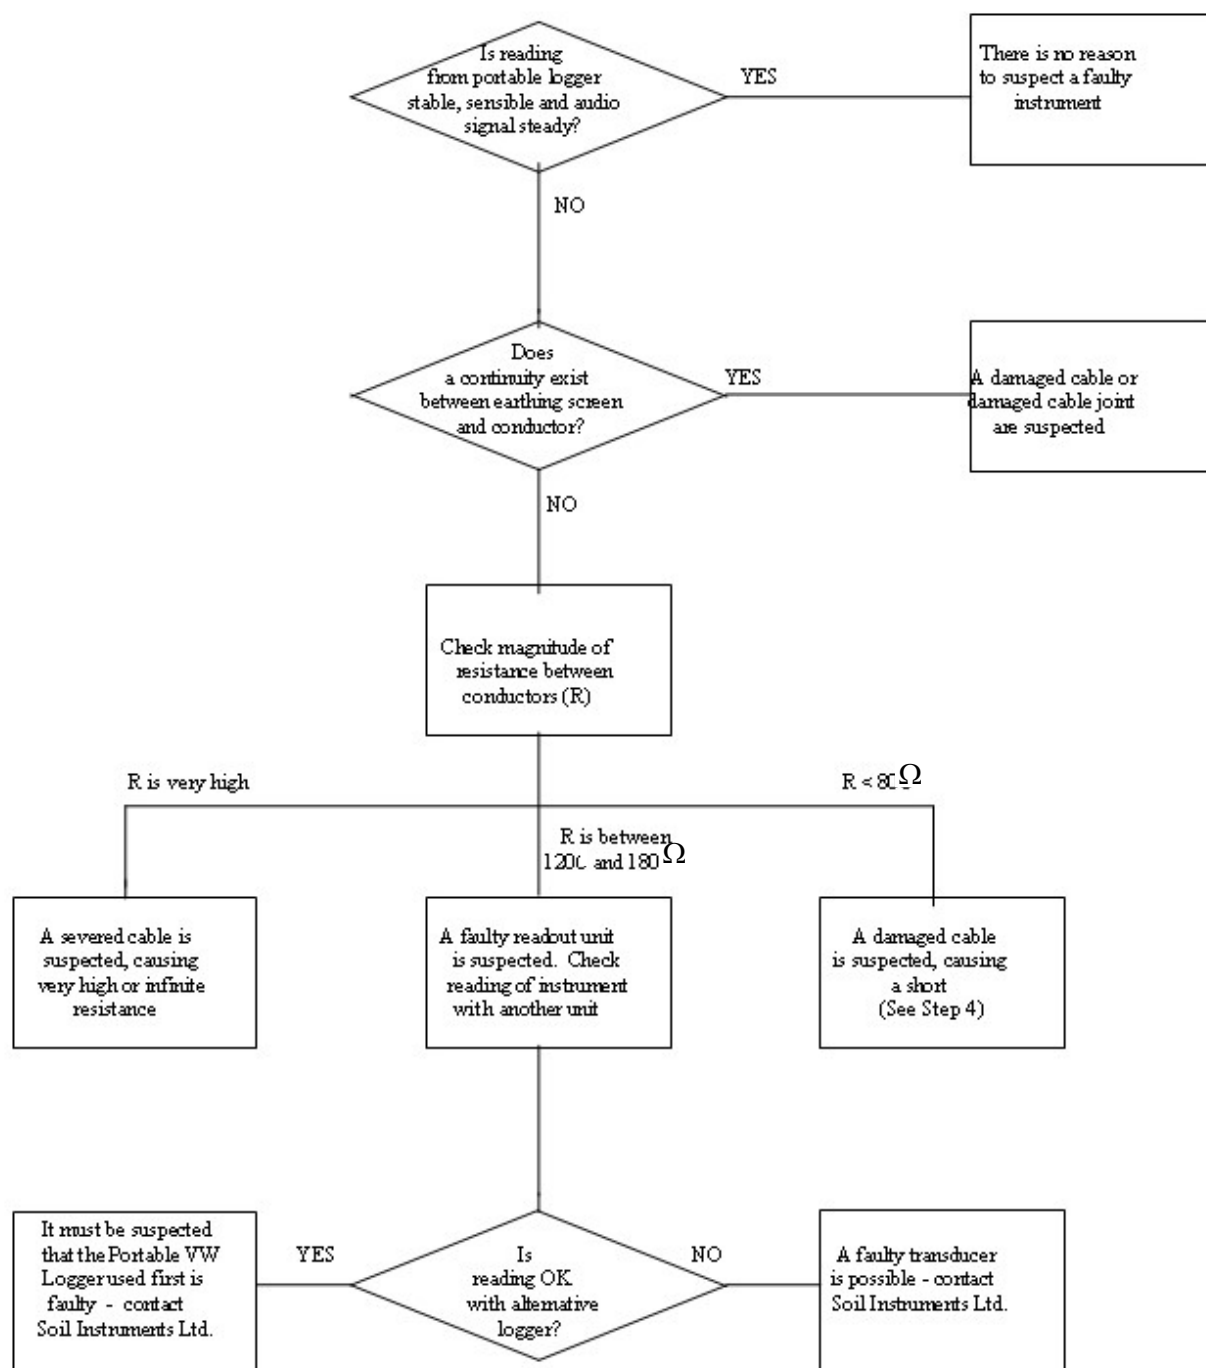 Is reading
from portable logger
stable, sensible and audio
signal steady?
YES
There is no reason
to suspect a faulty
instrument
NO
Does
a continuity exist
between earthing screen
and conductor?
YES
A damaged cable or
damaged cable joint
are suspected
NO
Check magnitude of
resistance between
conductors (R)
R is very high
R < 80Ω
R is between
and 180Ω
A severed cable is
suspected, causing
very high or infinite
resistance
A faulty readout unit
is suspected. Check
reading of instrument
with another unit
A damaged cable
is suspected, causing
a short
(See Step 4)
It must be suspected
that the Portable VW
Logger used first is
faulty - contact
Soil Instruments Ltd.
YES
Is
reading OK
with alternative
logger?
NO
A faulty transducer
is possible - contact
Soil Instruments Ltd.